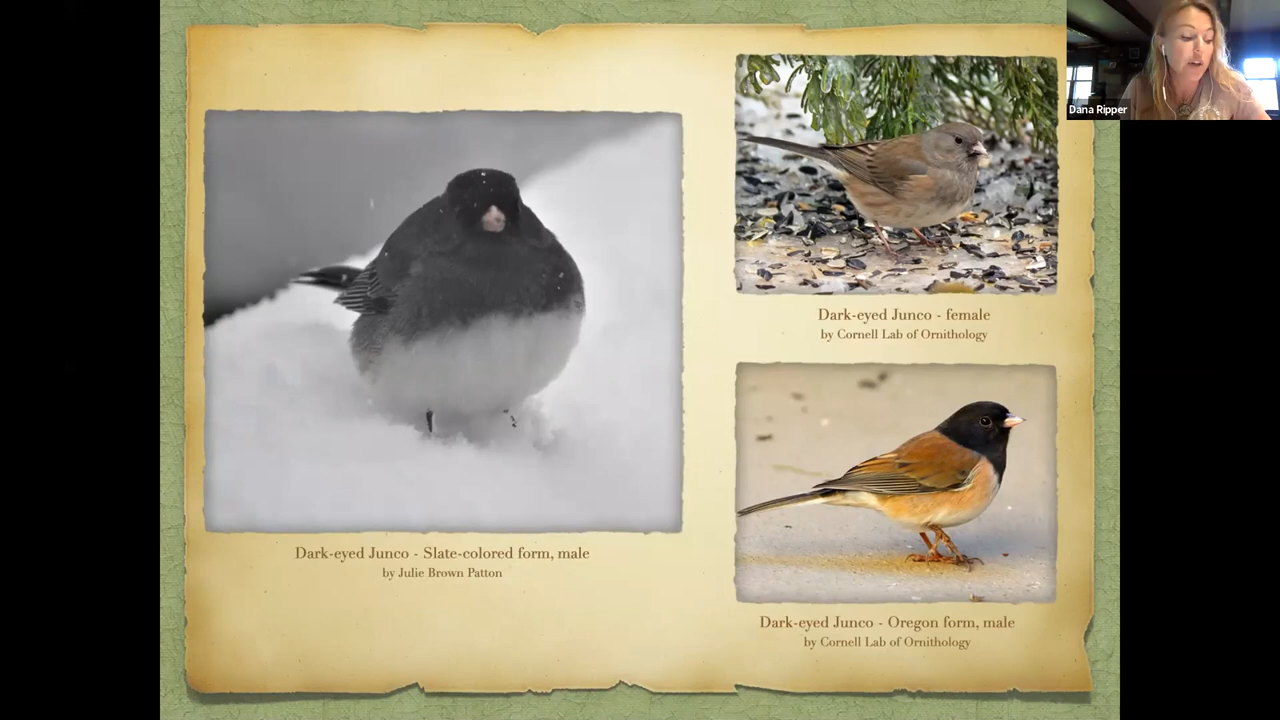 Dana Ripper
Dark-eyed Junco - female
by Cornell Lab of Ornithology
Dark-eyed Junco - Slate-colored form, male
by Julie Brown Patton
Dark-eyed Junco - Oregon form, male
by Cornell Lab of Ornithology